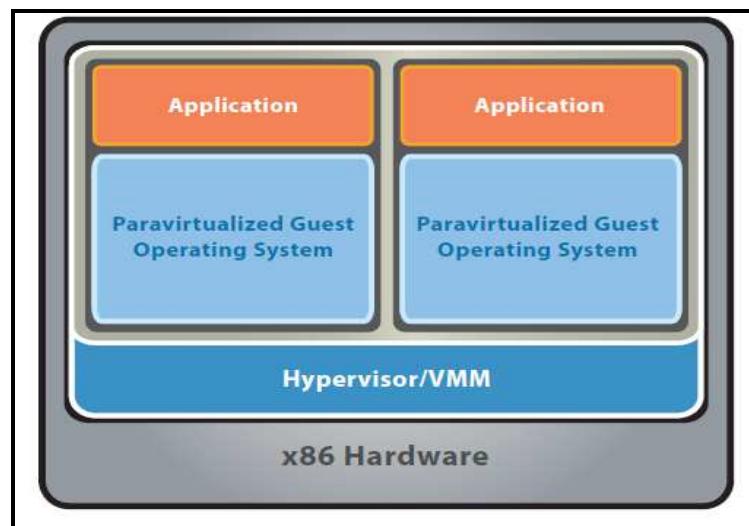 Application
Application
Paravirtualized Guest
Operating System
Paravirtualized Guest
Operating System
Hypervisor/VMM
x86 Hardware